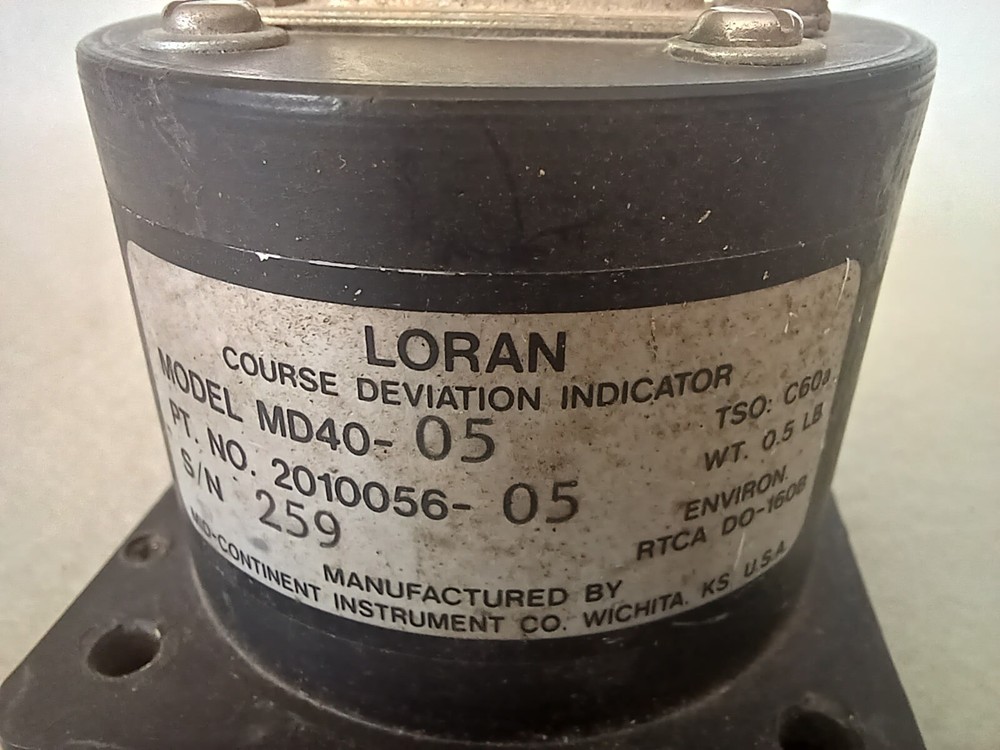 LORAN
COURSE DEVIATION INDICATOR
MODEL MD40-05
TSO: C60a
PT. NO. 2010056-05
WT. 0.5 LB
S/N 259
ENVIRON.
RTCA DO-160B
MANUFACTURED BY
MID-CONTINENT INSTRUMENT CO. WICHITA, KS U.S.A.